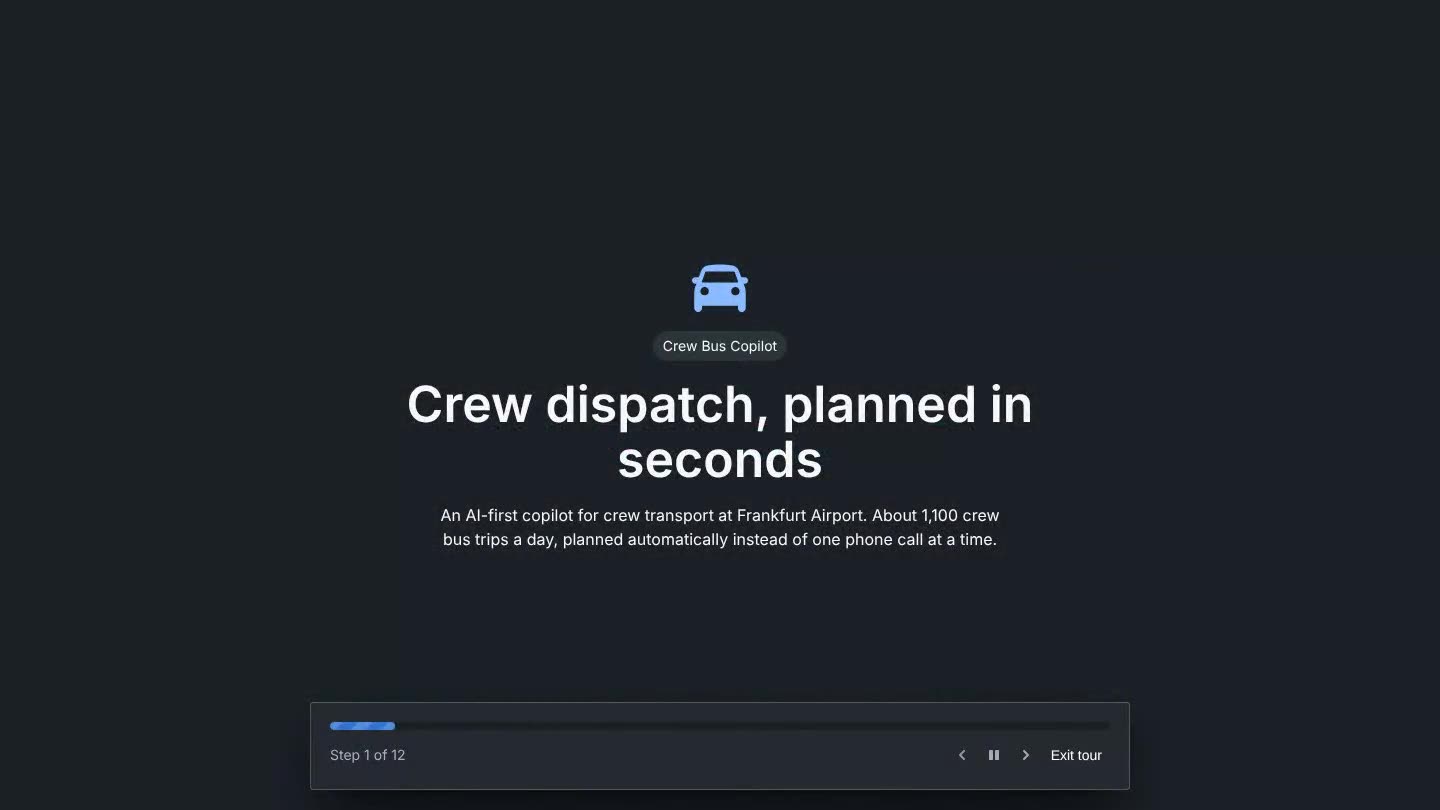 Crew Bus Copilot
Crew dispatch, planned in
seconds
An AI-first copilot for crew transport at Frankfurt Airport. About 1,100 crew
bus trips a day, planned automatically instead of one phone call at a time.
Step 1 of 12
Exit tour